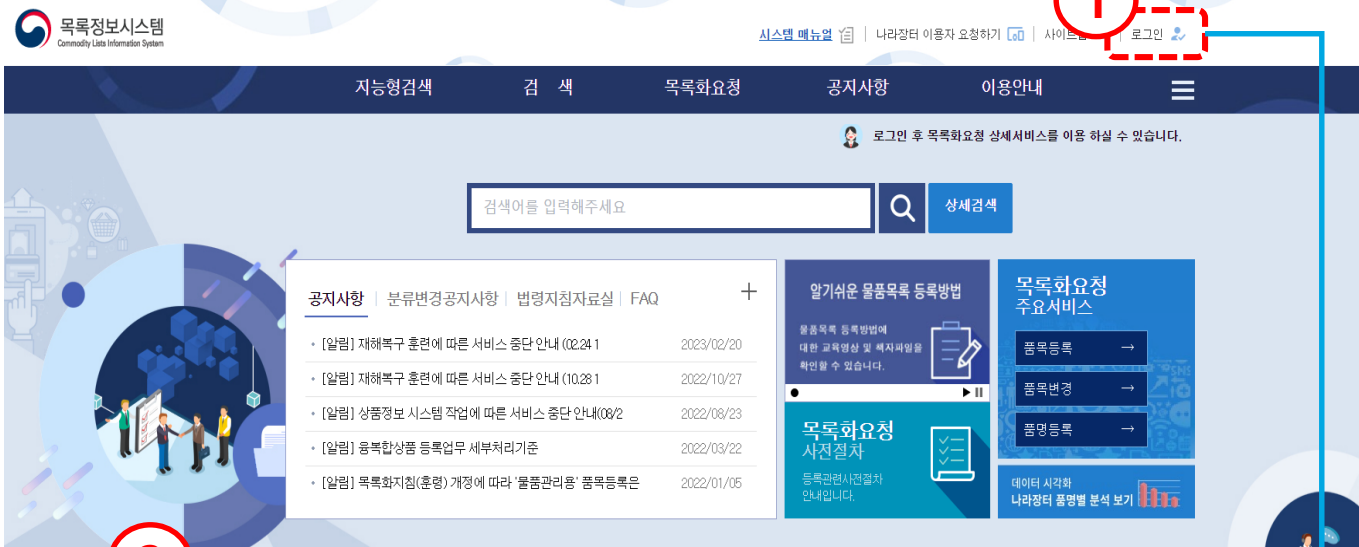 목록정보시스템
Commodity Lists Information System
시스템 매뉴얼
나라장터 이용자 요청하기
로그인
1
지능형검색
검 색
목록화요청
공지사항
이용안내
로그인 후 목록화요청 상세서비스를 이용 하실 수 있습니다.
검색어를 입력해주세요
상세검색
공지사항 | 분류변경공지사항 | 법령지침자료실 | FAQ
[알림] 재해복구 훈련에 따른 서비스 중단 안내 (02.24 1 2023/02/20
[알림] 재해복구 훈련에 따른 서비스 중단 안내 (10.28 1 2022/10/27
[알림] 상품정보 시스템 작업에 따른 서비스 중단 안내(08/2 2022/08/23
[알림] 융복합상품 등록업무 세부처리기준 2022/03/22
[알림] 목록화지침(훈령) 개정에 따라 '물품관리용' 품목등록은 2022/01/05
알기쉬운 물품목록 등록방법
물품목록 등록방법에
대한 교육영상 및 책자파일을
확인할 수 있습니다.
목록화요청
사전절차
등록관련사전절차
안내입니다.
목록화요청
주요서비스
품목등록 →
품목변경 →
품명등록 →
데이터 시각화
나라장터 품명별 분석 보기